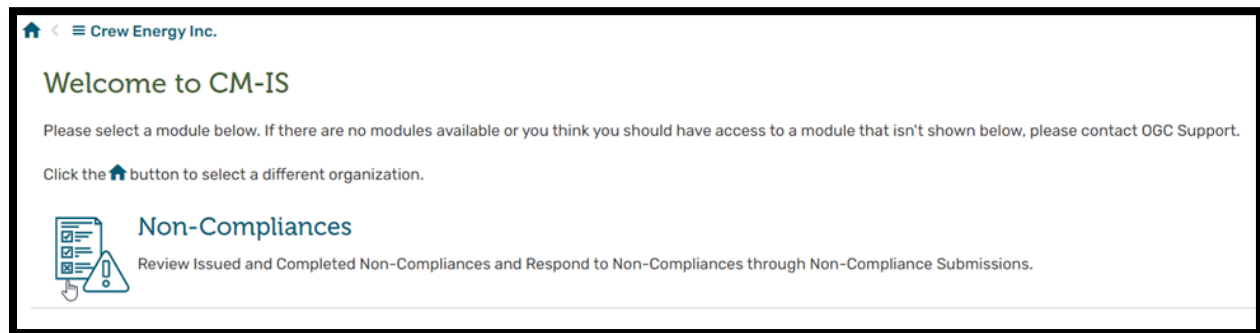 Crew Energy Inc.
Welcome to CM-IS
Please select a module below. If there are no modules available or you think you should have access to a module that isn't shown below, please contact OGC Support.
Click the button to select a different organization.
Non-Compliances
Review Issued and Completed Non-Compliances and Respond to Non-Compliances through Non-Compliance Submissions.